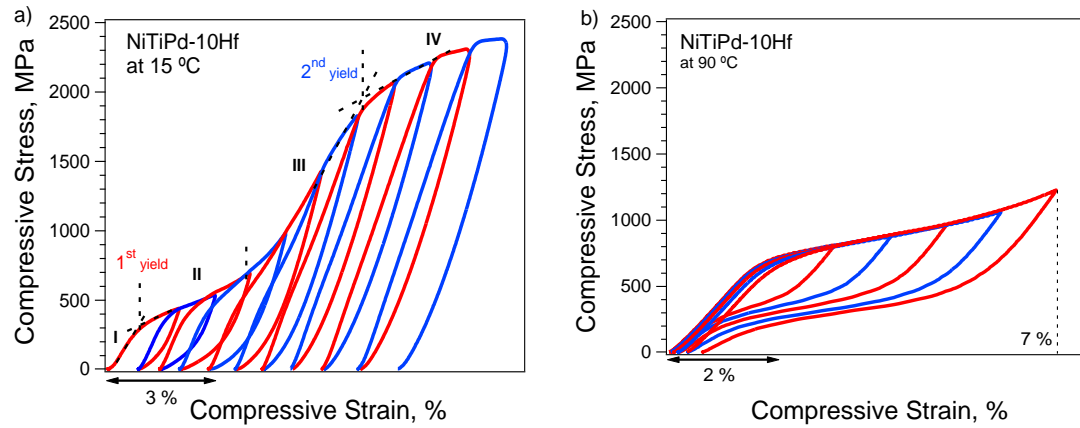 a)
Compressive Stress, MPa
2500
2000
1500
1000
500
0
NiTiPd-10Hf
at 15 ºC
1st yield
2nd yield
I
II
III
IV
3 %
Compressive Strain, %
b)
Compressive Stress, MPa
2500
2000
1500
1000
500
0
NiTiPd-10Hf
at 90 ºC
2 %
7 %
Compressive Strain, %